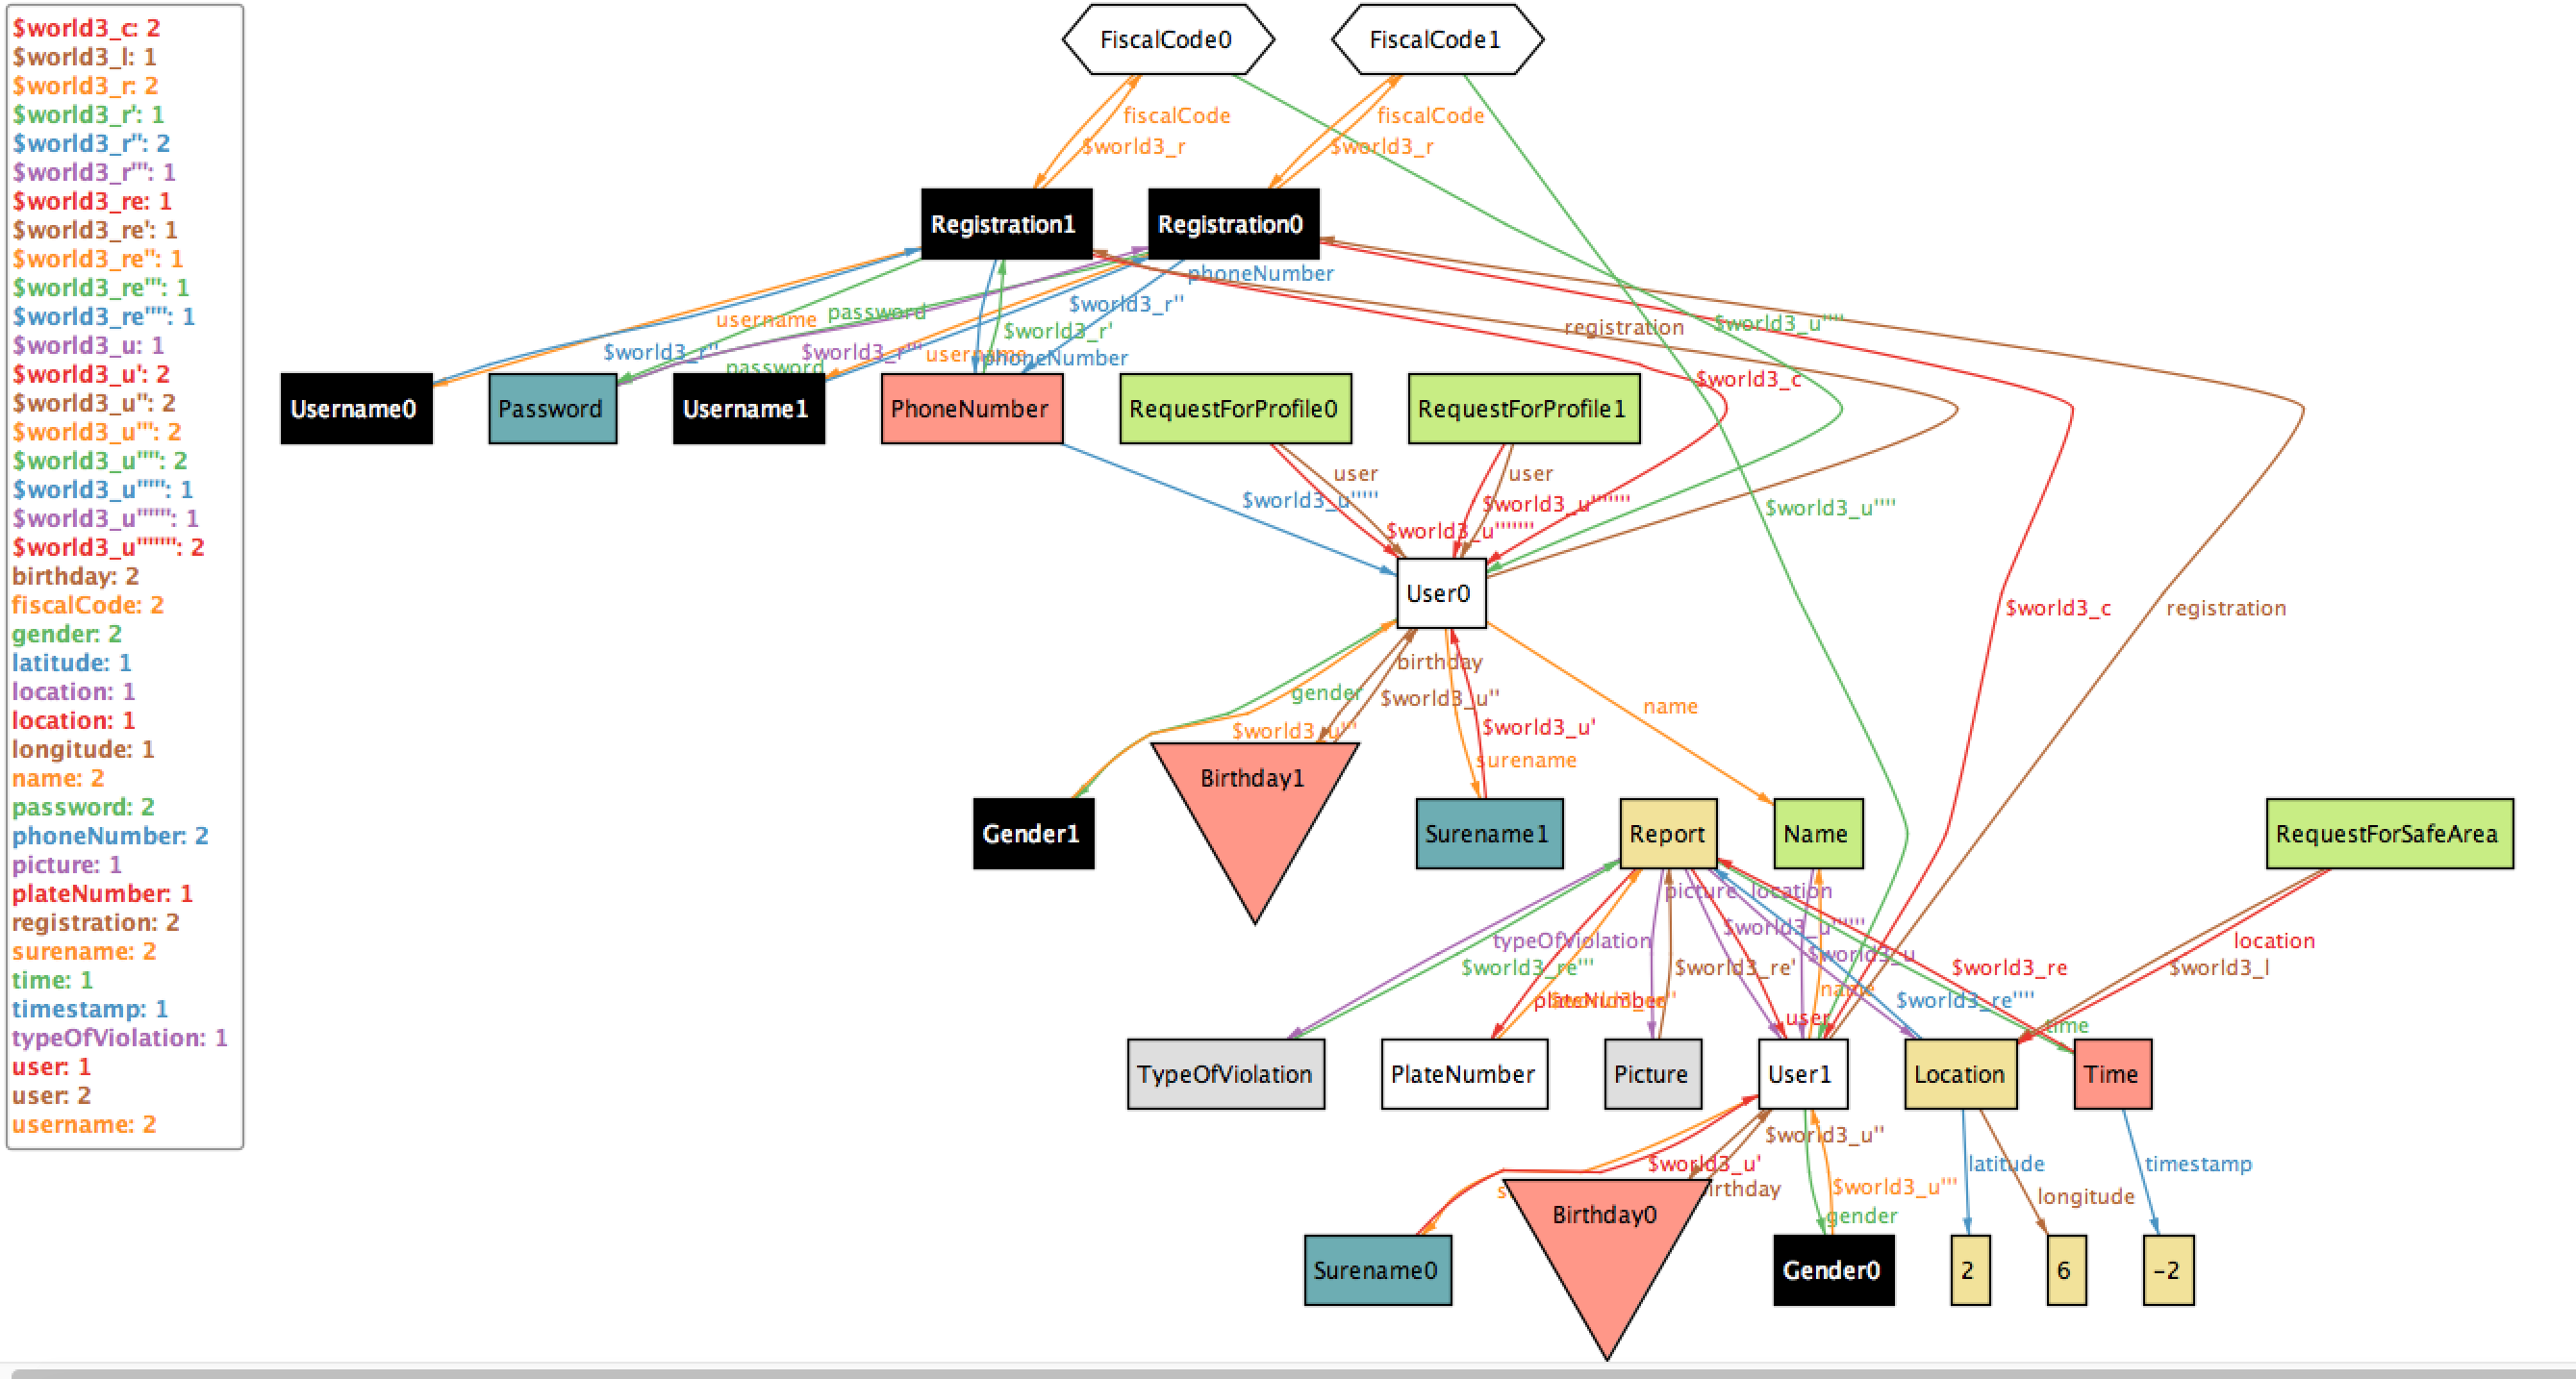 $world3_c: 2
$world3_l: 1
$world3_r: 2
$world3_r': 1
$world3_r'': 2
$world3_r''': 1
$world3_re: 1
$world3_re': 1
$world3_re'': 1
$world3_re''': 1
$world3_re'''': 1
$world3_u: 1
$world3_u': 2
$world3_u'': 2
$world3_u''': 2
$world3_u'''': 2
$world3_u''''': 1
$world3_u'''''': 1
$world3_u''''''': 2
birthday: 2
fiscalCode: 2
gender: 2
latitude: 1
location: 1
location: 1
longitude: 1
name: 2
password: 2
phoneNumber: 2
picture: 1
plateNumber: 1
registration: 2
surename: 2
time: 1
timestamp: 1
typeOfViolation: 1
user: 1
user: 2
username: 2
FiscalCode0
FiscalCode1
fiscalCode
fiscalCode
$world3_r
$world3_r
Registration1
Registration0
phoneNumber
$world3_r''
password
username
$world3_u''''
registration
$world3_r'
$world3_r''
$world3_r'''
username
phoneNumber
password
$world3_c
Username0
Password
Username1
PhoneNumber
RequestForProfile0
RequestForProfile1
user
user
$world3_u'''''
$world3_u'''''''
$world3_u''''
$world3_u'''''''
User0
$world3_c
registration
birthday
gender
$world3_u''
name
$world3_u'''
$world3_u'
surename
Birthday1
Gender1
Surename1
Report
Name
RequestForSafeArea
picture
location
$world3_u''''''
typeOfViolation
location
$world3_u
$world3_re'''
$world3_re'
$world3_re
$world3_l
name
plateNumber
$world3_re''''
user
time
TypeOfViolation
PlateNumber
Picture
User1
Location
Time
$world3_u''
$world3_u'
latitude
timestamp
$world3_u'''
longitude
gender
Birthday0
Surename0
Gender0
2
6
-2